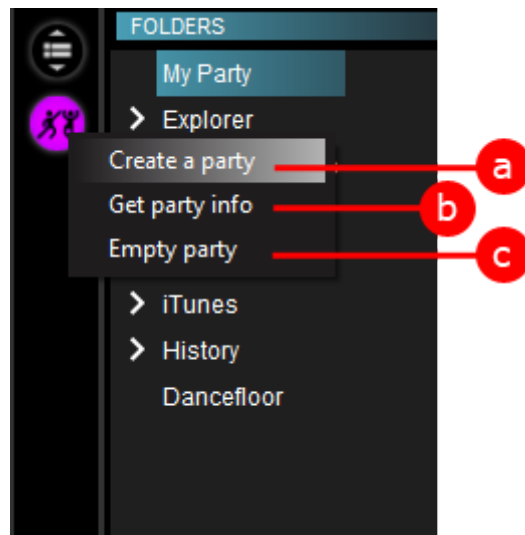 FOLDERS
My Party
Explorer
Create a party
a
Get party info
b
Empty party
c
iTunes
History
Dancefloor